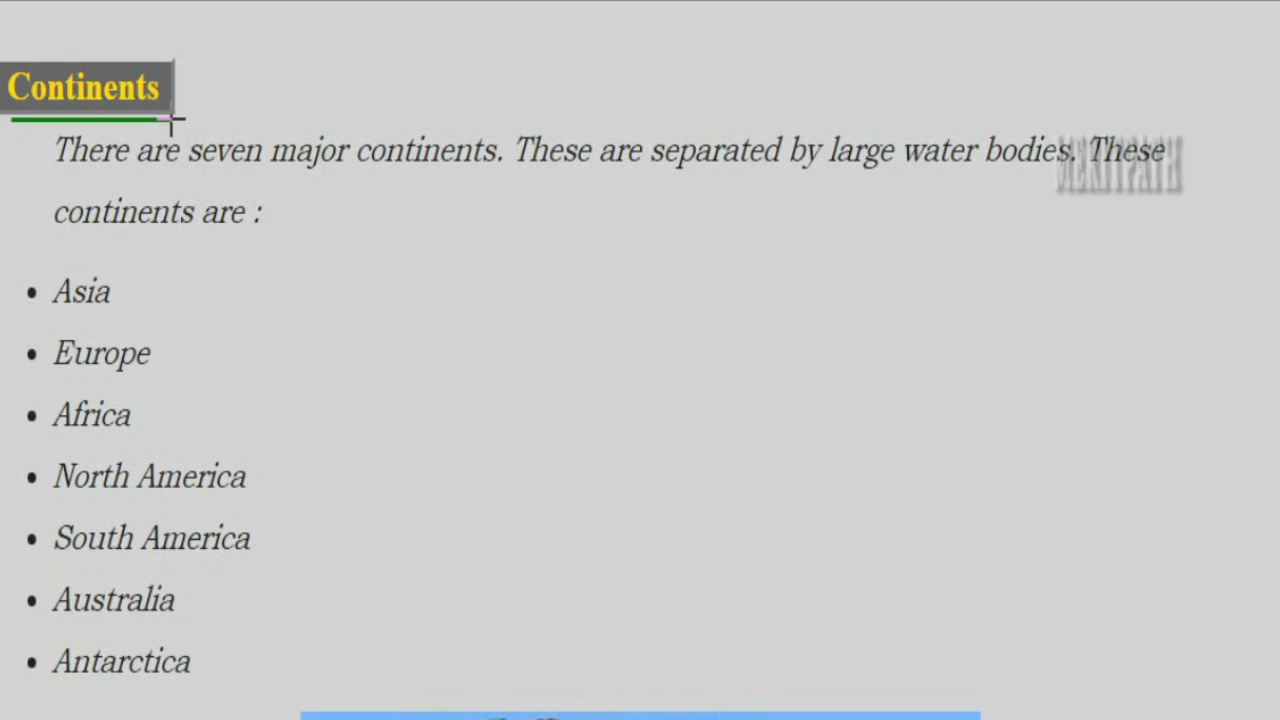 Continents
There are seven major continents. These are separated by large water bodies. These
continents are :
• Asia
• Europe
• Africa
• North America
• South America
• Australia
• Antarctica